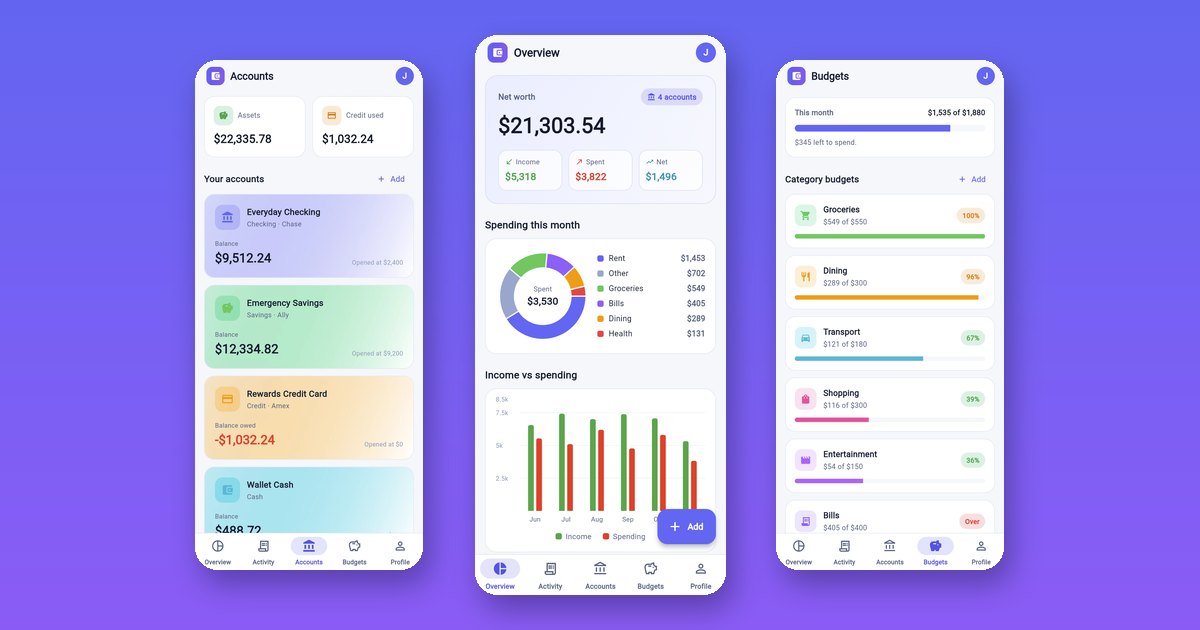 Accounts
J
Assets
$22,335.78
Credit used
$1,032.24
Your accounts
+ Add
Everyday Checking
Checking · Chase
Balance
$9,512.24
Opened at $2,400
Emergency Savings
Savings · Ally
Balance
$12,334.82
Opened at $9,200
Rewards Credit Card
Credit · Amex
Balance owed
-$1,032.24
Opened at $0
Wallet Cash
Cash
Balance
$488.72
Overview
Activity
Accounts
Budgets
Profile
Overview
J
Net worth
4 accounts
$21,303.54
Income
$5,318
Spent
$3,822
Net
$1,496
Spending this month
Spent
$3,530
Rent $1,453
Other $702
Groceries $549
Bills $405
Dining $289
Health $131
Income vs spending
8.5k
7.5k
5k
2.5k
Jun Jul Aug Sep
+ Add
Income Spending
Overview
Activity
Accounts
Budgets
Profile
Budgets
J
This month
$1,535 of $1,880
$345 left to spend.
Category budgets
+ Add
Groceries
$549 of $550
100%
Dining
$289 of $300
96%
Transport
$121 of $180
67%
Shopping
$116 of $300
39%
Entertainment
$54 of $150
36%
Bills
$405 of $400
Over
Overview
Activity
Accounts
Budgets
Profile